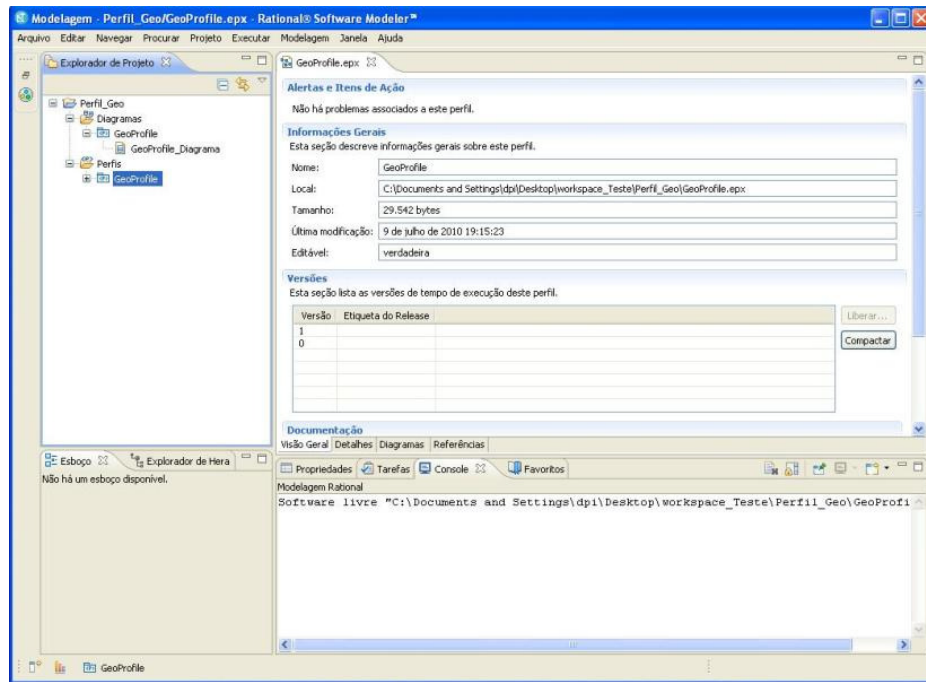 Modelagem - Perfil_Geo/GeoProfile.epx - Rational® Software Modeler™
Arquivo Editar Navegar Procurar Projeto Executar Modelagem Janela Ajuda
Explorador de Projeto
Perfil_Geo
Diagramas
GeoProfile
GeoProfile_Diagrama
Perfis
GeoProfile
GeoProfile.epx
Alertas e Itens de Ação
Não há problemas associados a este perfil.
Informações Gerais
Esta seção descreve informações gerais sobre este perfil.
Nome: GeoProfile
Local: C:\Documents and Settings\dpi\Desktop\workspace_Teste\Perfil_Geo\GeoProfile.epx
Tamanho: 29.542 bytes
Última modificação: 9 de julho de 2010 19:15:23
Editável: verdadeira
Versões
Esta seção lista as versões de tempo de execução deste perfil.
Versão Etiqueta do Release
1
0
Liberar...
Compactar
Documentação
Visão Geral Detalhes Diagramas Referências
Esboço Explorador de Hera
Não há um esboço disponível.
Propriedades Tarefas Console Favoritos
Modelagem Rational
Software livre "C:\Documents and Settings\dpi\Desktop\workspace_Teste\Perfil_Geo\GeoProfi
GeoProfile